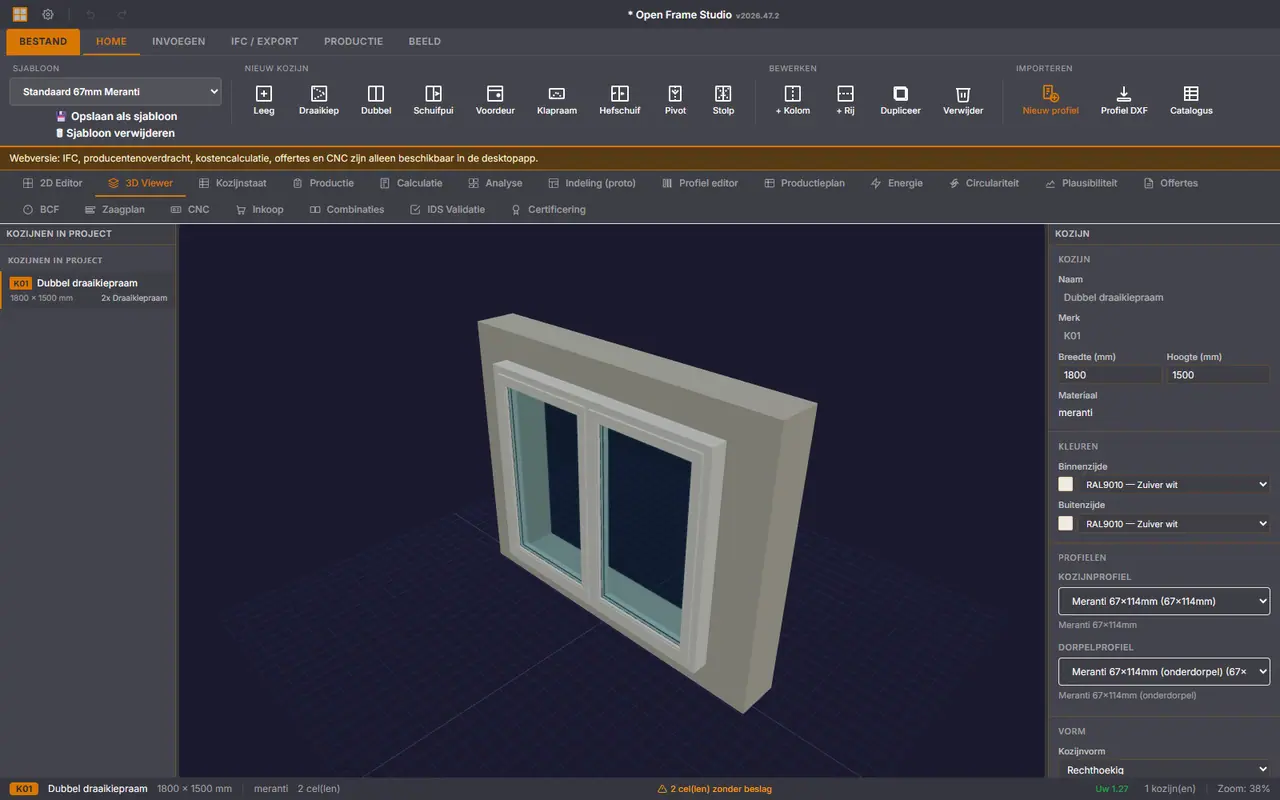 * Open Frame Studio v2026.47.2
BESTAND HOME INVOEGEN IFC / EXPORT PRODUCTIE BEELD
SJABLOON
Standaard 67mm Meranti
Opslaan als sjabloon
Sjabloon verwijderen
NIEUW KOZIJN
Leeg Draaikiep Dubbel Schuifpui Voordeur Klapraam Hefschuif Pivot Stolp
BEWERKEN
+ Kolom + Rij Dupliceer Verwijder
IMPORTEREN
Nieuw profiel Profiel DXF Catalogus
Webversie: IFC, producentenoverdracht, kostencalculatie, offertes en CNC zijn alleen beschikbaar in de desktopapp.
2D Editor 3D Viewer Kozijnstaat Productie Calculatie Analyse Indeling (proto) Profiel editor Productieplan Energie Circulariteit Plausibiliteit Offertes
BCF Zaagplan CNC Inkoop Combinaties IDS Validatie Certificering
KOZIJNEN IN PROJECT
KOZIJNEN IN PROJECT
K01 Dubbel draaikiepraam
1800 × 1500 mm 2x Draaikiepraam
KOZIJN
KOZIJN
Naam
Dubbel draaikiepraam
Merk
K01
Breedte (mm) Hoogte (mm)
1800 1500
Materiaal
meranti
KLEUREN
Binnenzijde
RAL9010 — Zuiver wit
Buitenzijde
RAL9010 — Zuiver wit
PROFIELEN
KOZIJNPROFIEL
Meranti 67×114mm (67×114mm)
Meranti 67×114mm
DORPELPROFIEL
Meranti 67×114mm (onderdorpel) (67×
Meranti 67×114mm (onderdorpel)
VORM
Kozijnvorm
Rechthoekig
K01 Dubbel draaikiepraam 1800 × 1500 mm meranti 2 cel(len) 2 cel(len) zonder beslag Uw 1.27 1 kozijn(en) Zoom: 38%